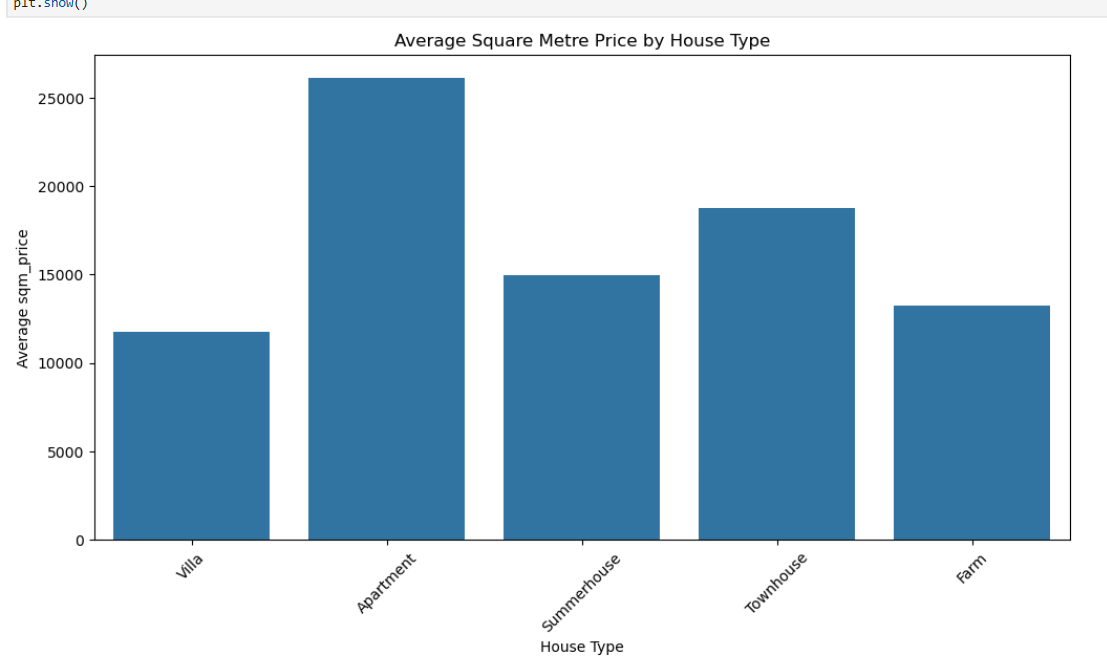 plt.show()
Average Square Metre Price by House Type
25000
20000
15000
10000
5000
0
Average sqm_price
Villa
Apartment
Summerhouse
Townhouse
Farm
House Type